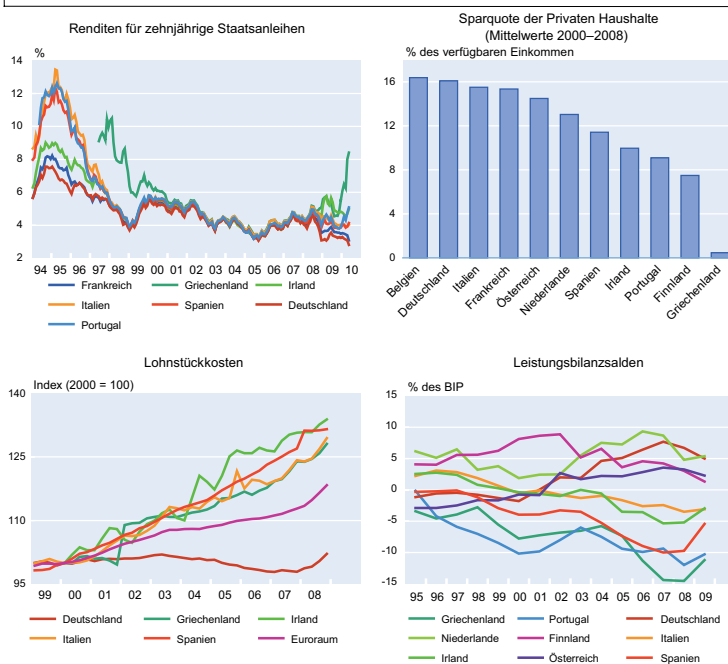 Renditen für zehnjährige Staatsanleihen
%
14
12
10
8
6
4
2
94 95 96 97 98 99 00 01 02 03 04 05 06 07 08 09 10
Frankreich Griechenland Irland
Italien Spanien Deutschland
Portugal
Sparquote der Privaten Haushalte
(Mittelwerte 2000–2008)
% des verfügbaren Einkommen
16
12
8
4
0
Belgien
Deutschland
Italien
Frankreich
Österreich
Niederlande
Spanien
Irland
Portugal
Finnland
Griechenland
Lohnstückkosten
Index (2000 = 100)
140
125
110
95
99 00 01 02 03 04 05 06 07 08
Deutschland Griechenland Irland
Italien Spanien Euroraum
Leistungsbilanzsalden
% des BIP
15
10
5
0
-5
-10
-15
95 96 97 98 99 00 01 02 03 04 05 06 07 08 09
Griechenland Portugal Deutschland
Niederlande Finnland Italien
Irland Österreich Spanien